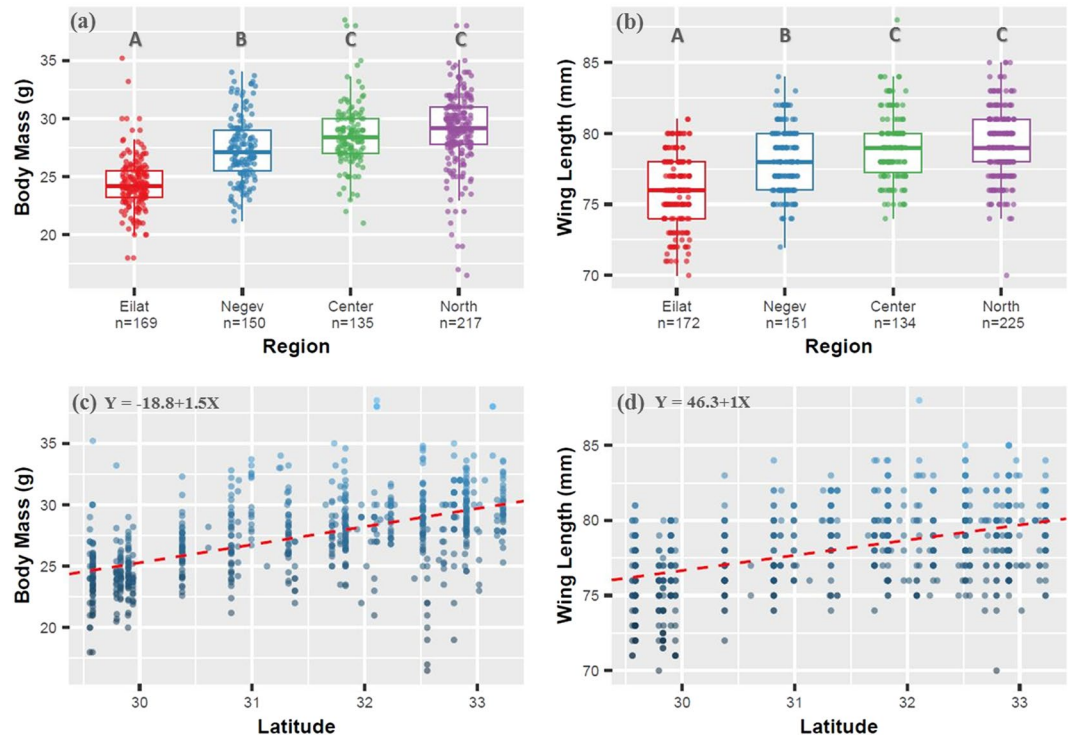 (a)
A B C C
Body Mass (g)
35
30
25
20
Eilat Negev Center North
n=169 n=150 n=135 n=217
Region
(b)
A B C C
Wing Length (mm)
85
80
75
70
Eilat Negev Center North
n=172 n=151 n=134 n=225
Region
(c) Y = -18.8+1.5X
Body Mass (g)
35
30
25
20
30 31 32 33
Latitude
(d) Y = 46.3+1X
Wing Length (mm)
85
80
75
70
30 31 32 33
Latitude